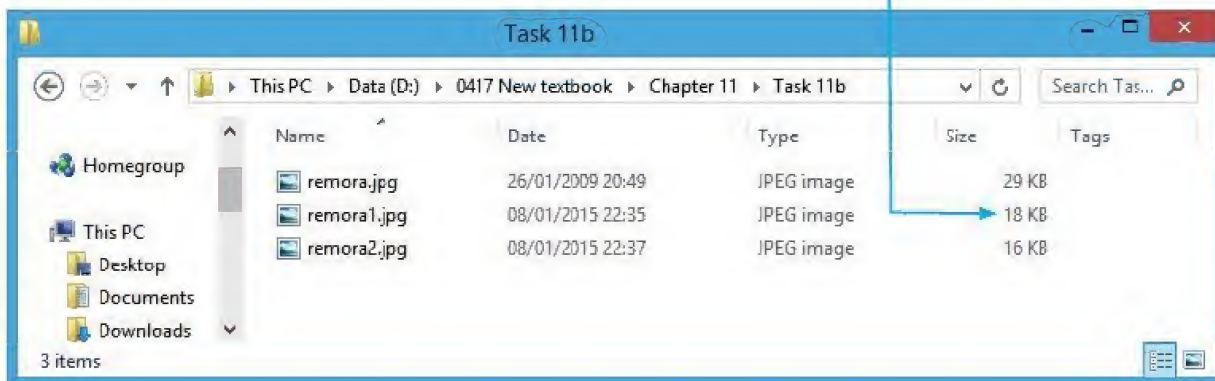 Task 11b
This PC Data (D:) 0417 New textbook Chapter 11 Task 11b Search Tas...
Name Date Type Size Tags
Homegroup
remora.jpg 26/01/2009 20:49 JPEG image 29 KB
remora1.jpg 08/01/2015 22:35 JPEG image 18 KB
This PC
remora2.jpg 08/01/2015 22:37 JPEG image 16 KB
Desktop
Documents
Downloads
3 items